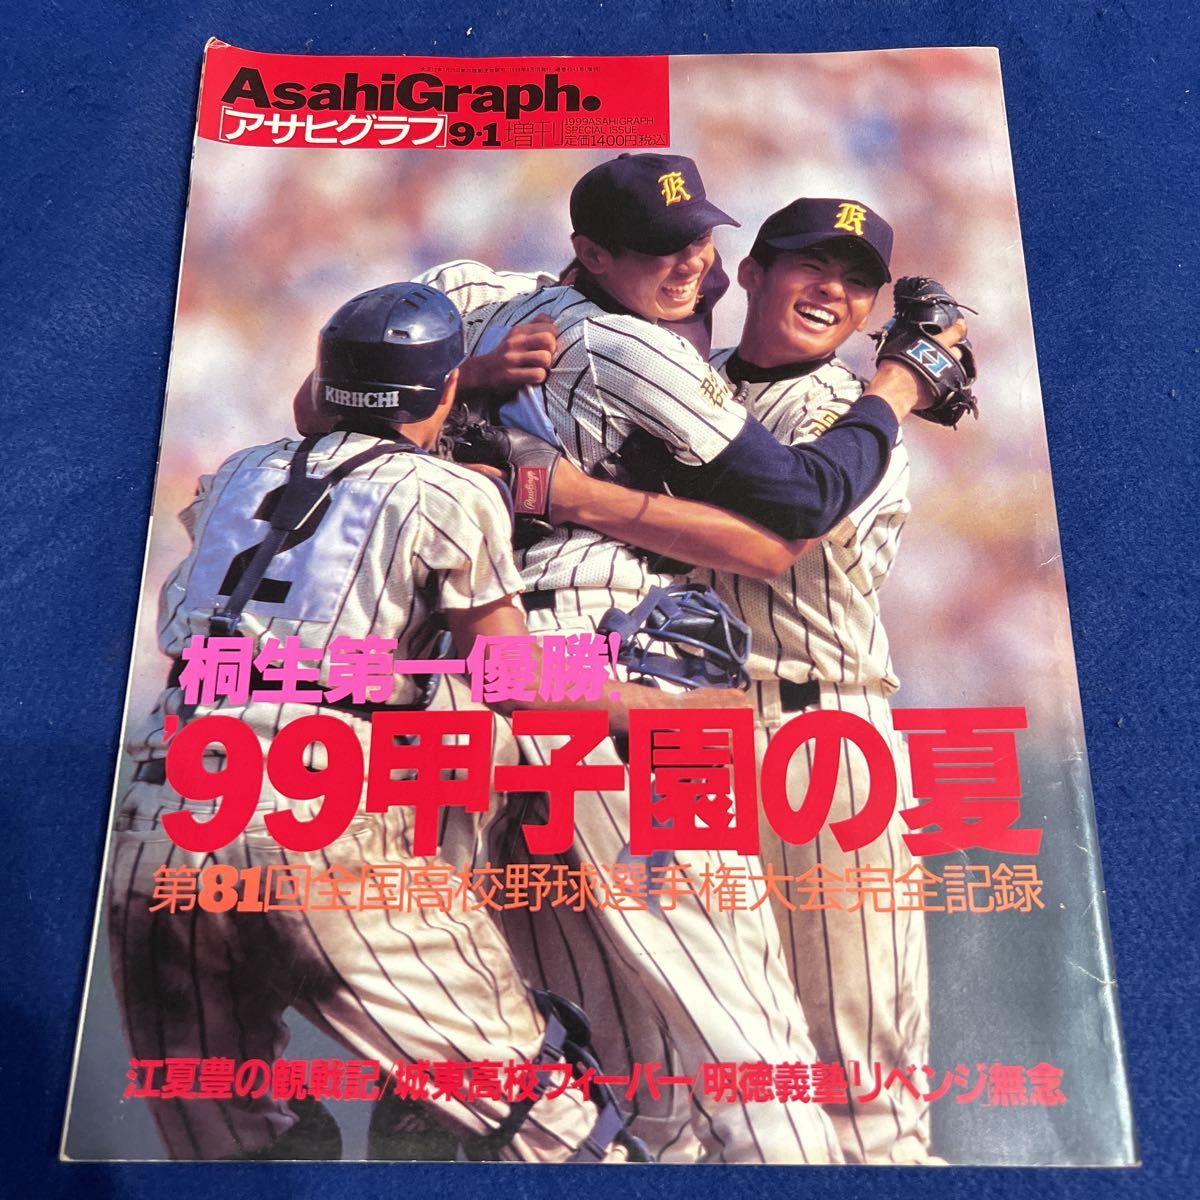 AsahiGraph.
[アサヒグラフ]9・1増刊
1999ASAHIGRAPH
SPECIAL ISSUE
定価1400円[税込]
K
K
KIRIICHI
Rawlings
2
桐生第一優勝!
'99甲子園の夏
第81回全国高校野球選手権大会完全記録
江夏豊の観戦記/城東高校フィーバー/明徳義塾「リベンジ」無念